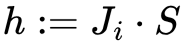 h := J_i · S